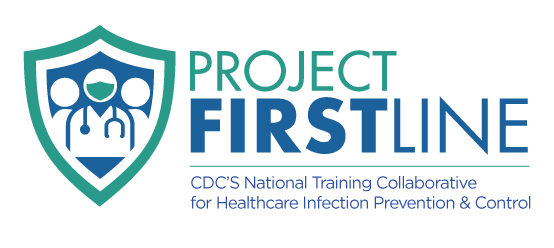 PROJECT
FIRSTLINE
CDC'S National Training Collaborative
for Healthcare Infection Prevention & Control